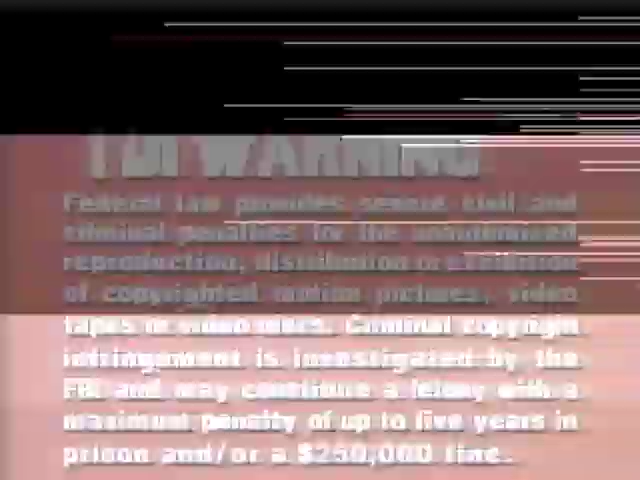 FBI WARNING
Federal law provides severe civil and
criminal penalties for the unauthorized
reproduction, distribution or exhibition
of copyrighted motion pictures, video
tapes or video discs. Criminal copyright
infringement is investigated by the
FBI and may constitute a felony with a
maximum penalty of up to five years in
prison and/or a $250,000 fine.